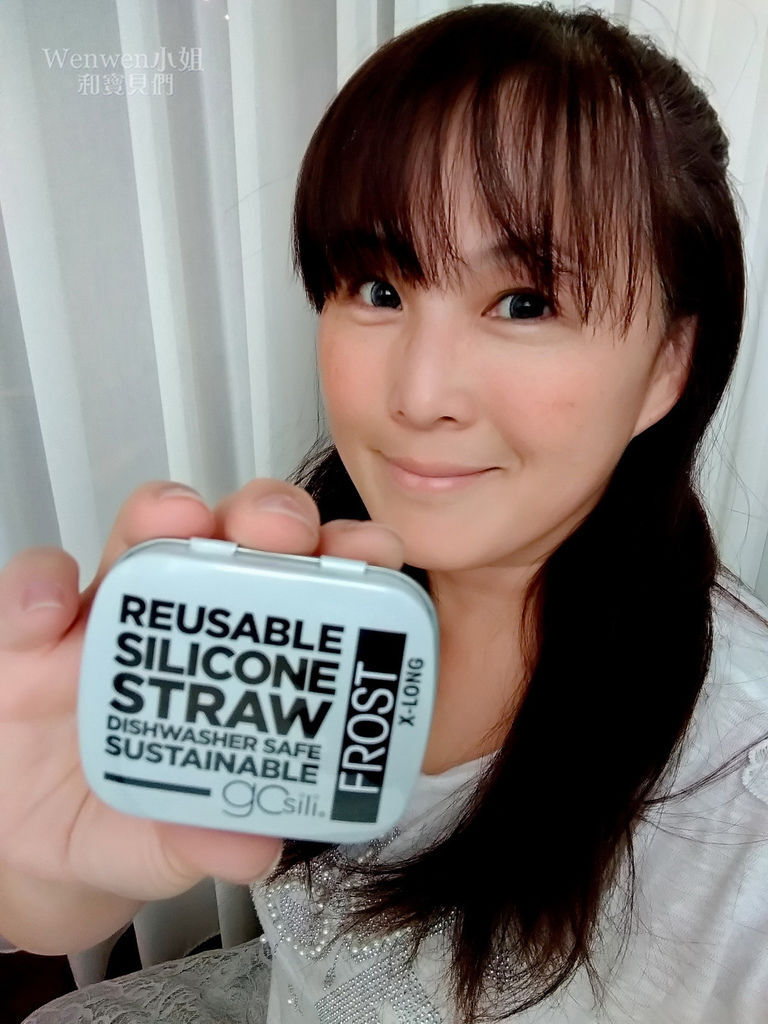 Wenwen小姐
和寶貝們
REUSABLE
SILICONE
STRAW
DISHWASHER SAFE
SUSTAINABLE
gosili®
FROST
X-LONG